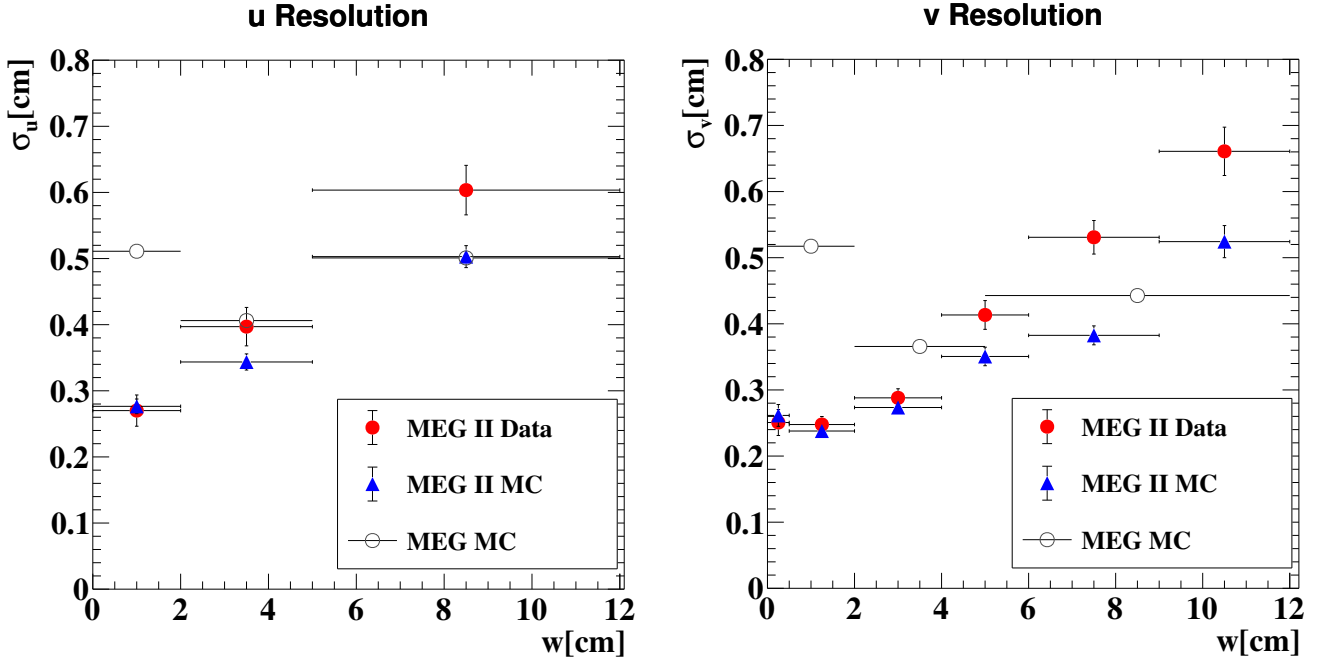 u Resolution
σu[cm]
0.8
0.7
0.6
0.5
0.4
0.3
0.2
0.1
0
MEG II Data
MEG II MC
MEG MC
0 2 4 6 8 10 12
w[cm]
v Resolution
σv[cm]
0.8
0.7
0.6
0.5
0.4
0.3
0.2
0.1
0
MEG II Data
MEG II MC
MEG MC
0 2 4 6 8 10 12
w[cm]